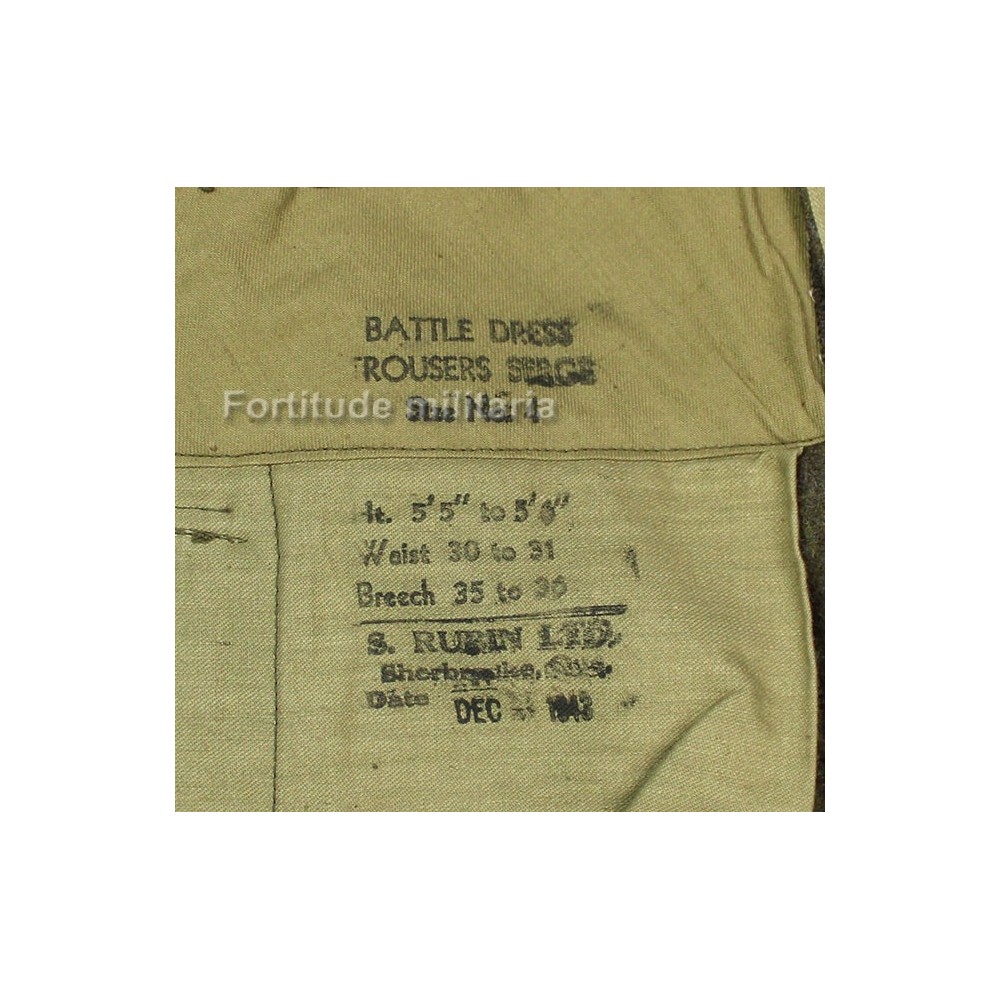 BATTLE DRESS
TROUSERS SERGE
Size No. 4
Fortitude militaria
Ht. 5'5" to 5'6"
Waist 30 to 31
Breech 35 to 36
S. RUBIN LTD.
Sherbrooke, Que.
Date
DEC 1943